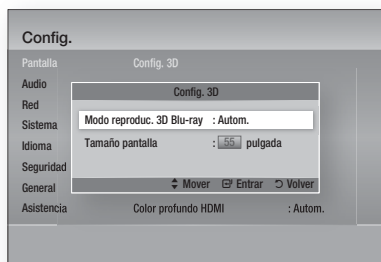 Config.
Pantalla Config. 3D
Audio
Config. 3D
Red
Modo reproduc. 3D Blu-ray : Autom.
Sistema
Idioma
Tamaño pantalla : 55 pulgada
Seguridad
Mover Entrar Volver
General
Asistencia Color profundo HDMI : Autom.